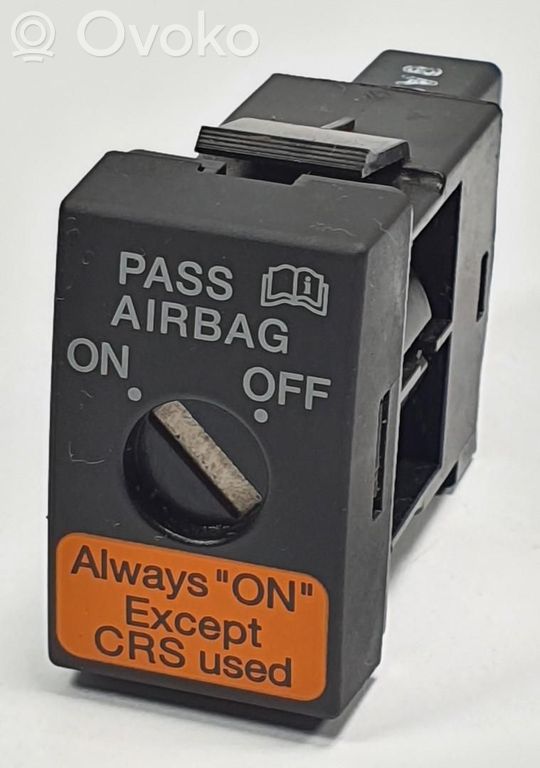 Ovoko
PASS
AIRBAG
ON OFF
Always "ON"
Except
CRS used